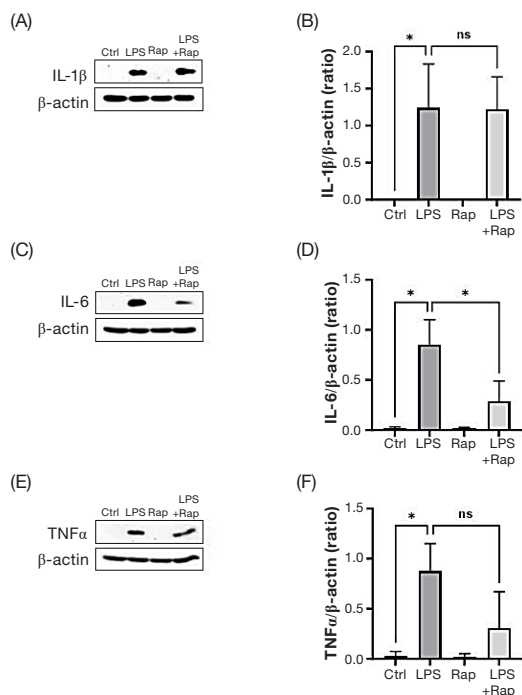 (A)
Ctrl LPS Rap LPS
+Rap
IL-1β
β-actin
(B)
* ns
IL-1β/β-actin (ratio)
2.0
1.5
1.0
0.5
0.0
Ctrl LPS Rap LPS
+Rap
(C)
Ctrl LPS Rap LPS
+Rap
IL-6
β-actin
(D)
IL-6/β-actin (ratio)
1.5
* *
1.0
0.5
0.0
Ctrl LPS Rap LPS
+Rap
(E)
Ctrl LPS Rap LPS
+Rap
TNFα
β-actin
(F)
TNFα/β-actin (ratio)
1.5
* ns
1.0
0.5
0.0
Ctrl LPS Rap LPS
+Rap